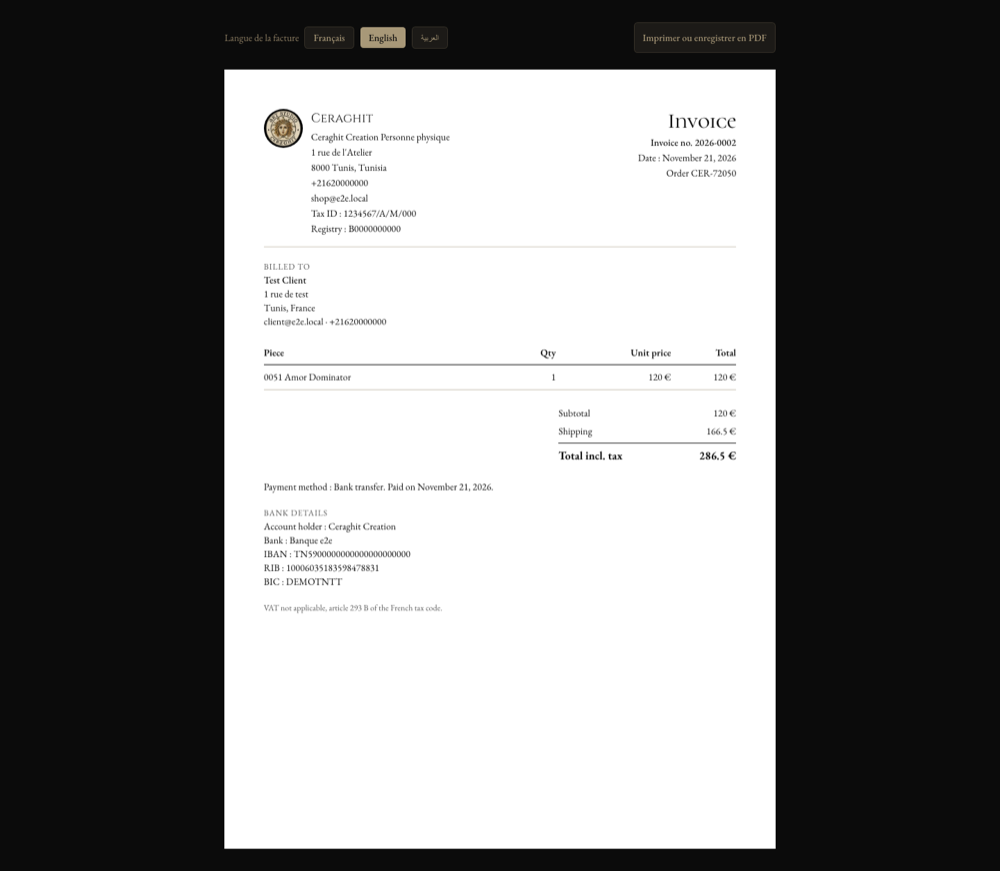 Langue de la facture
Français
English
العربية
Imprimer ou enregistrer en PDF
Ceraghit
Ceraghit Creation Personne physique
1 rue de l'Atelier
8000 Tunis, Tunisia
+21620000000
shop@e2e.local
Tax ID : 1234567/A/M/000
Registry : B0000000000
Invoice
Invoice no. 2026-0002
Date : November 21, 2026
Order CER-72050
BILLED TO
Test Client
1 rue de test
Tunis, France
client@e2e.local · +21620000000
Piece Qty Unit price Total
0051 Amor Dominator 1 120 € 120 €
Subtotal 120 €
Shipping 166.5 €
Total incl. tax 286.5 €
Payment method : Bank transfer. Paid on November 21, 2026.
BANK DETAILS
Account holder : Ceraghit Creation
Bank : Banque e2e
IBAN : TN5900000000000000000000
RIB : 10006035183598478831
BIC : DEMOTNTT
VAT not applicable, article 293 B of the French tax code.